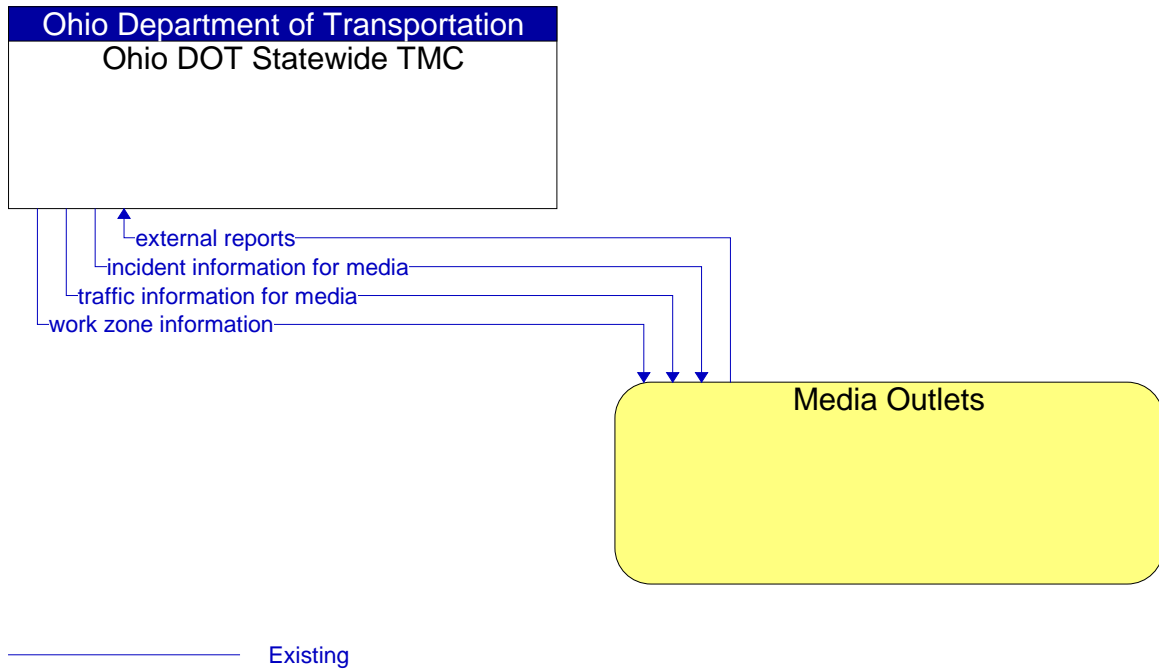 Ohio Department of Transportation
Ohio DOT Statewide TMC
external reports
incident information for media
traffic information for media
work zone information
Media Outlets
Existing